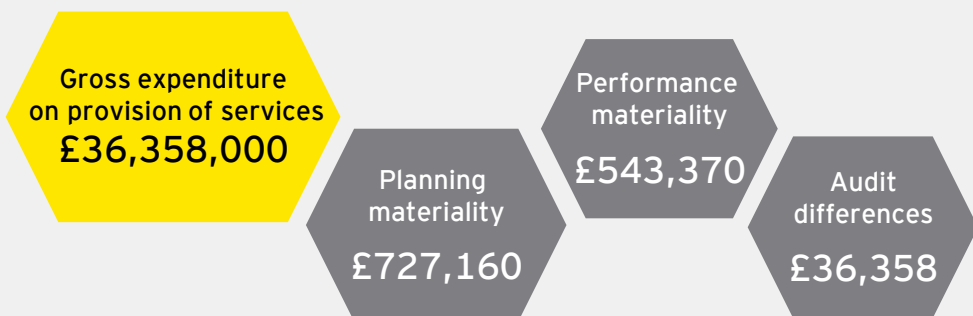 Gross expenditure
on provision of services
£36,358,000
Planning
materiality
£727,160
Performance
materiality
£543,370
Audit
differences
£36,358